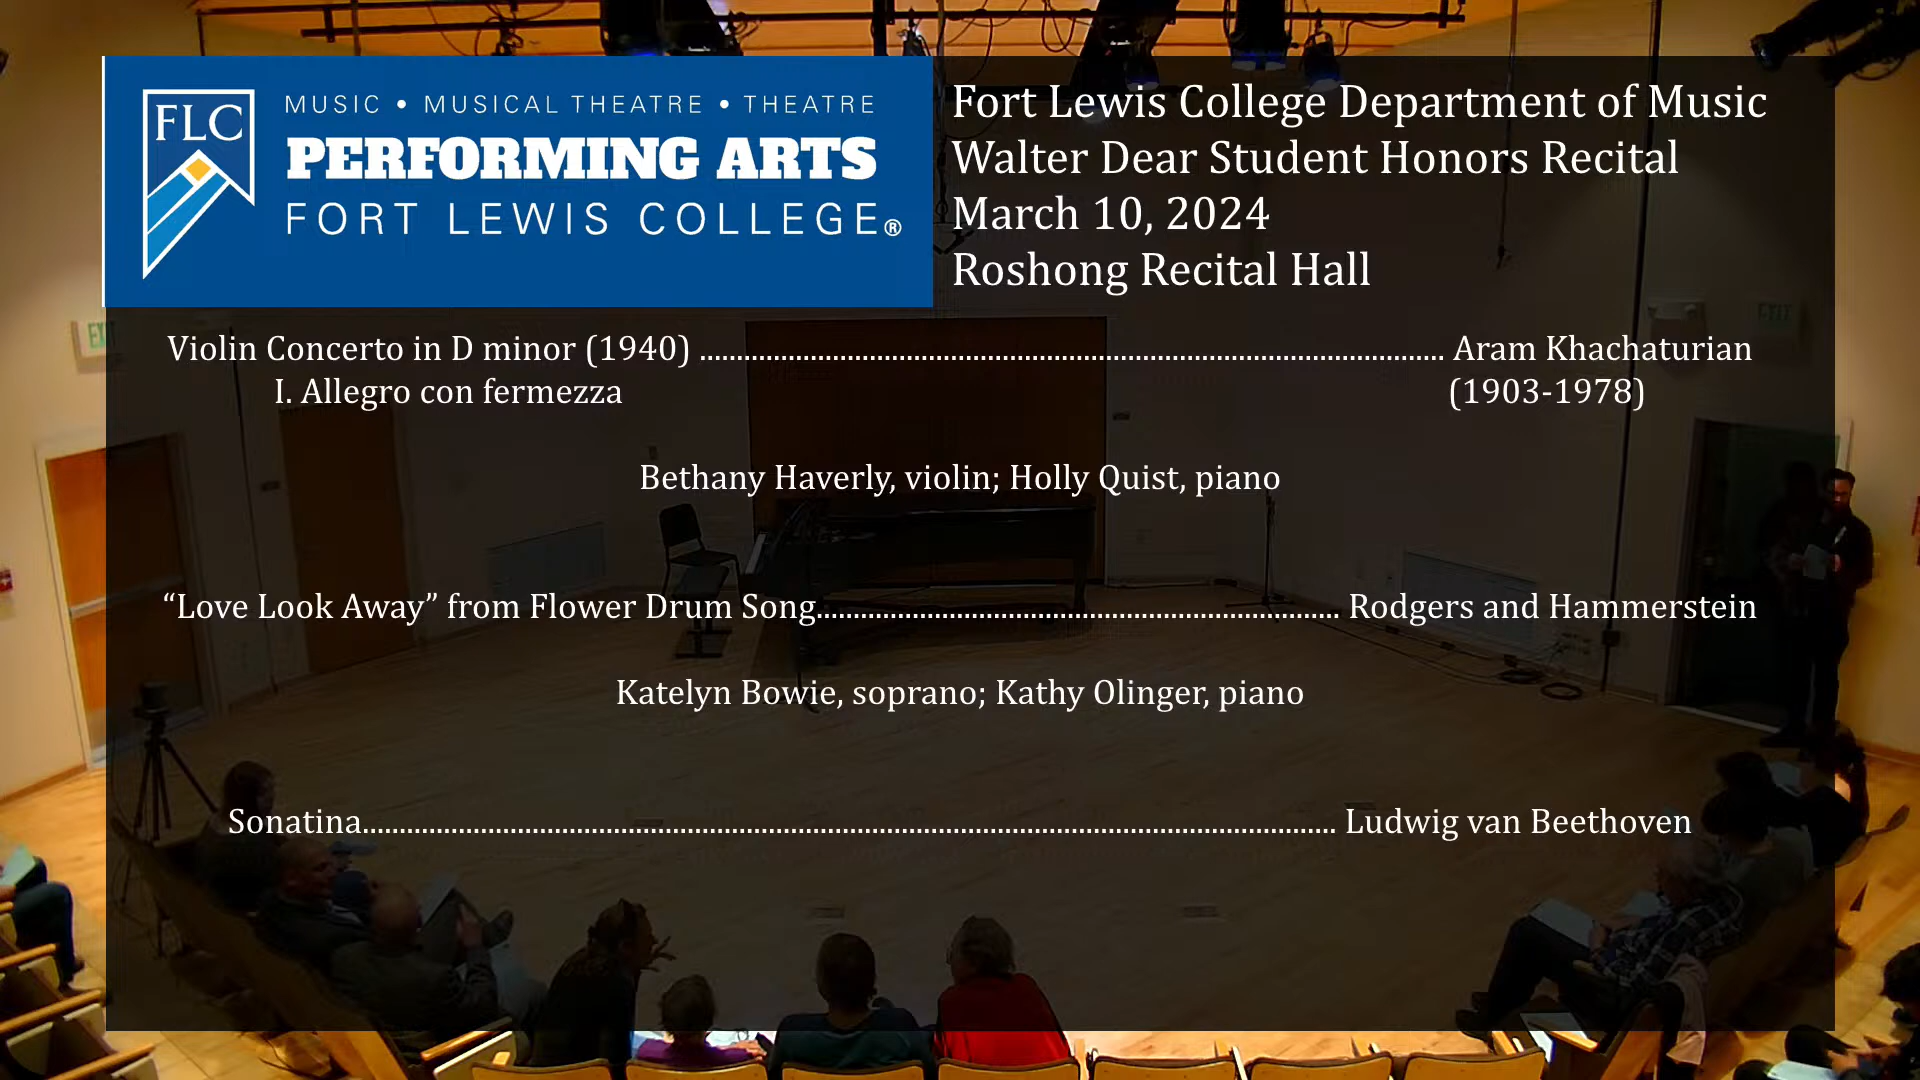 FLC
MUSIC • MUSICAL THEATRE • THEATRE
PERFORMING ARTS
FORT LEWIS COLLEGE®
Fort Lewis College Department of Music
Walter Dear Student Honors Recital
March 10, 2024
Roshong Recital Hall
Violin Concerto in D minor (1940) ........................................................................................................ Aram Khachaturian
I. Allegro con fermezza (1903-1978)
Bethany Haverly, violin; Holly Quist, piano
“Love Look Away” from Flower Drum Song......................................................................... Rodgers and Hammerstein
Katelyn Bowie, soprano; Kathy Olinger, piano
Sonatina........................................................................................................................................ Ludwig van Beethoven
EXIT